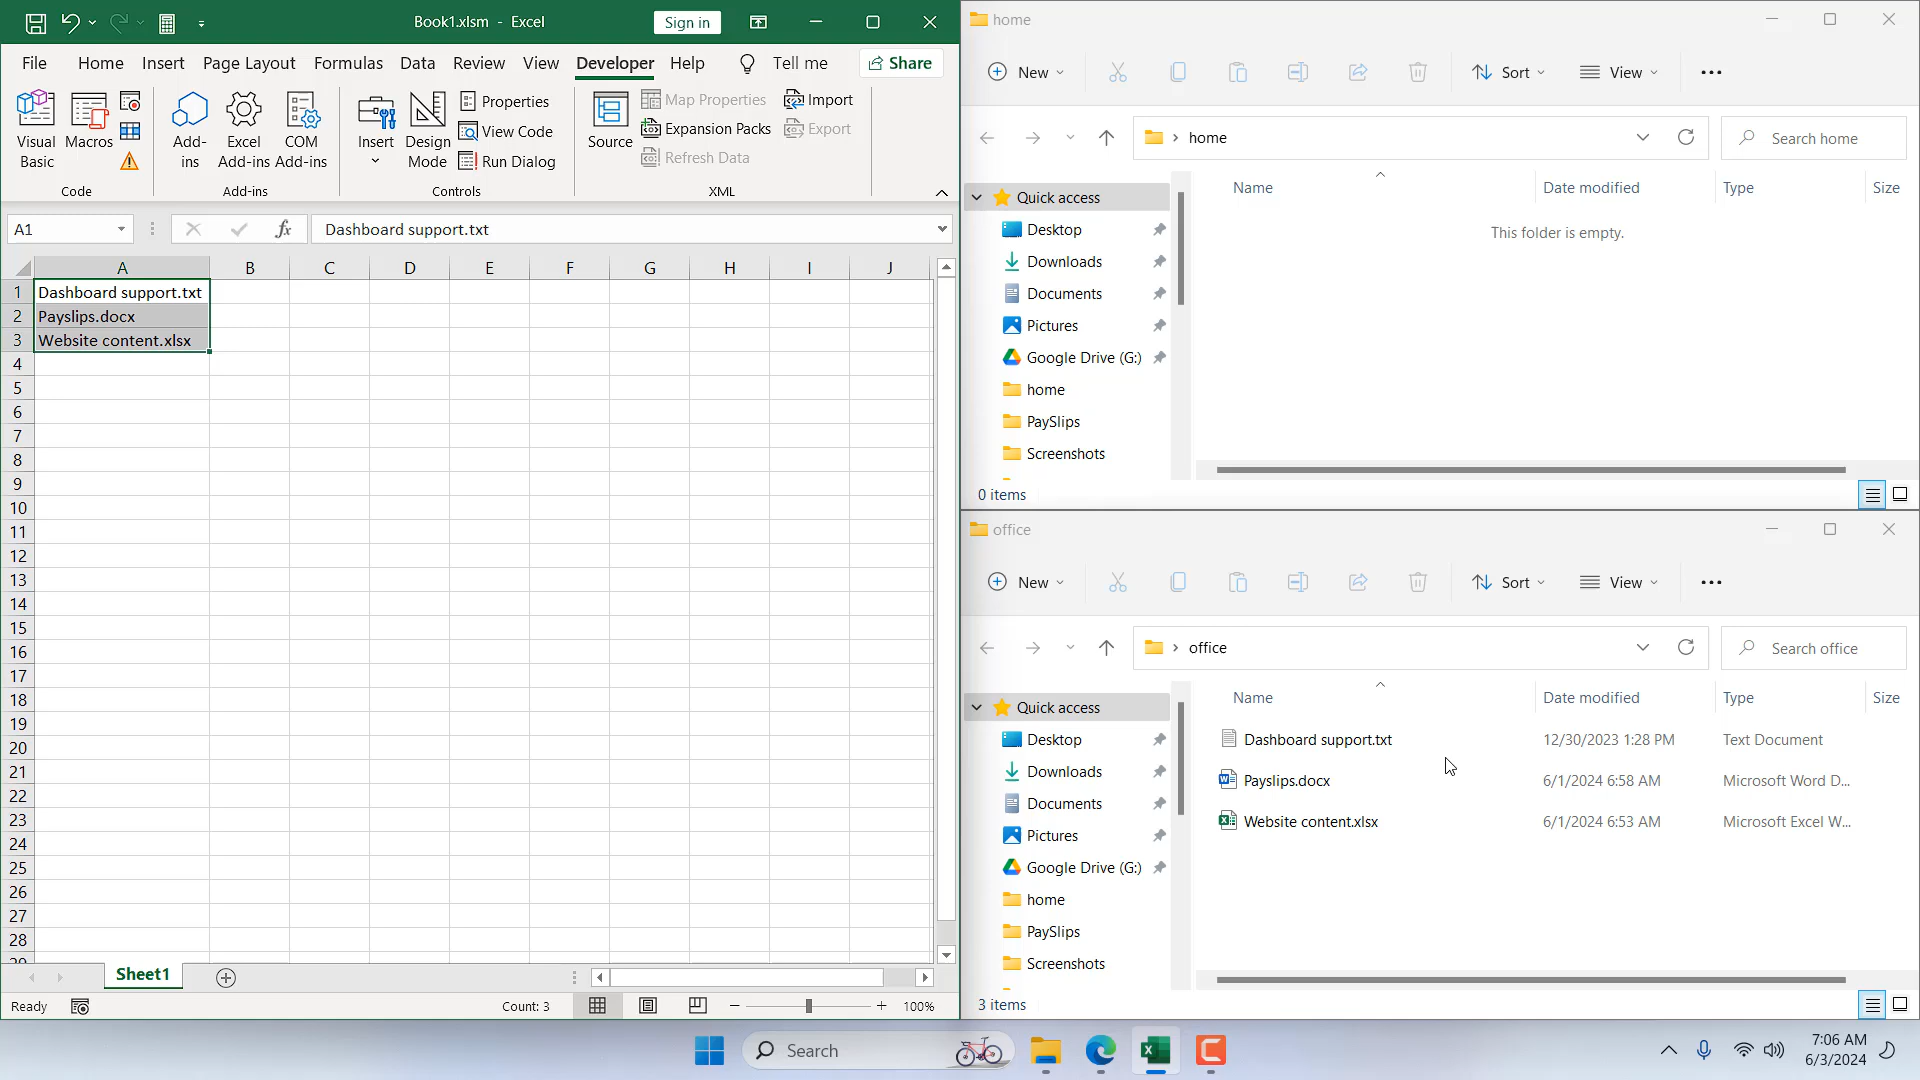 Book1.xlsm - Excel
Sign in
File Home Insert Page Layout Formulas Data Review View Developer Help Tell me Share
Visual Basic
Macros
Code
Add-ins
Excel Add-ins
COM Add-ins
Add-ins
Insert
Design Mode
Properties
View Code
Run Dialog
Controls
Source
Map Properties
Expansion Packs
Refresh Data
Import
Export
XML
A1
fx
Dashboard support.txt
A B C D E F G H I J
1 Dashboard support.txt
2 Payslips.docx
3 Website content.xlsx
4
5
6
7
8
9
10
11
12
13
14
15
16
17
18
19
20
21
22
23
24
25
26
27
28
Sheet1
Ready
Count: 3
100%
home
New
Sort
View
home
Search home
Name Date modified Type Size
This folder is empty.
Quick access
Desktop
Downloads
Documents
Pictures
Google Drive (G:)
home
PaySlips
Screenshots
0 items
office
New
Sort
View
office
Search office
Name Date modified Type Size
Dashboard support.txt 12/30/2023 1:28 PM Text Document
Payslips.docx 6/1/2024 6:58 AM Microsoft Word D...
Website content.xlsx 6/1/2024 6:53 AM Microsoft Excel W...
Quick access
Desktop
Downloads
Documents
Pictures
Google Drive (G:)
home
PaySlips
Screenshots
3 items
Search
7:06 AM
6/3/2024